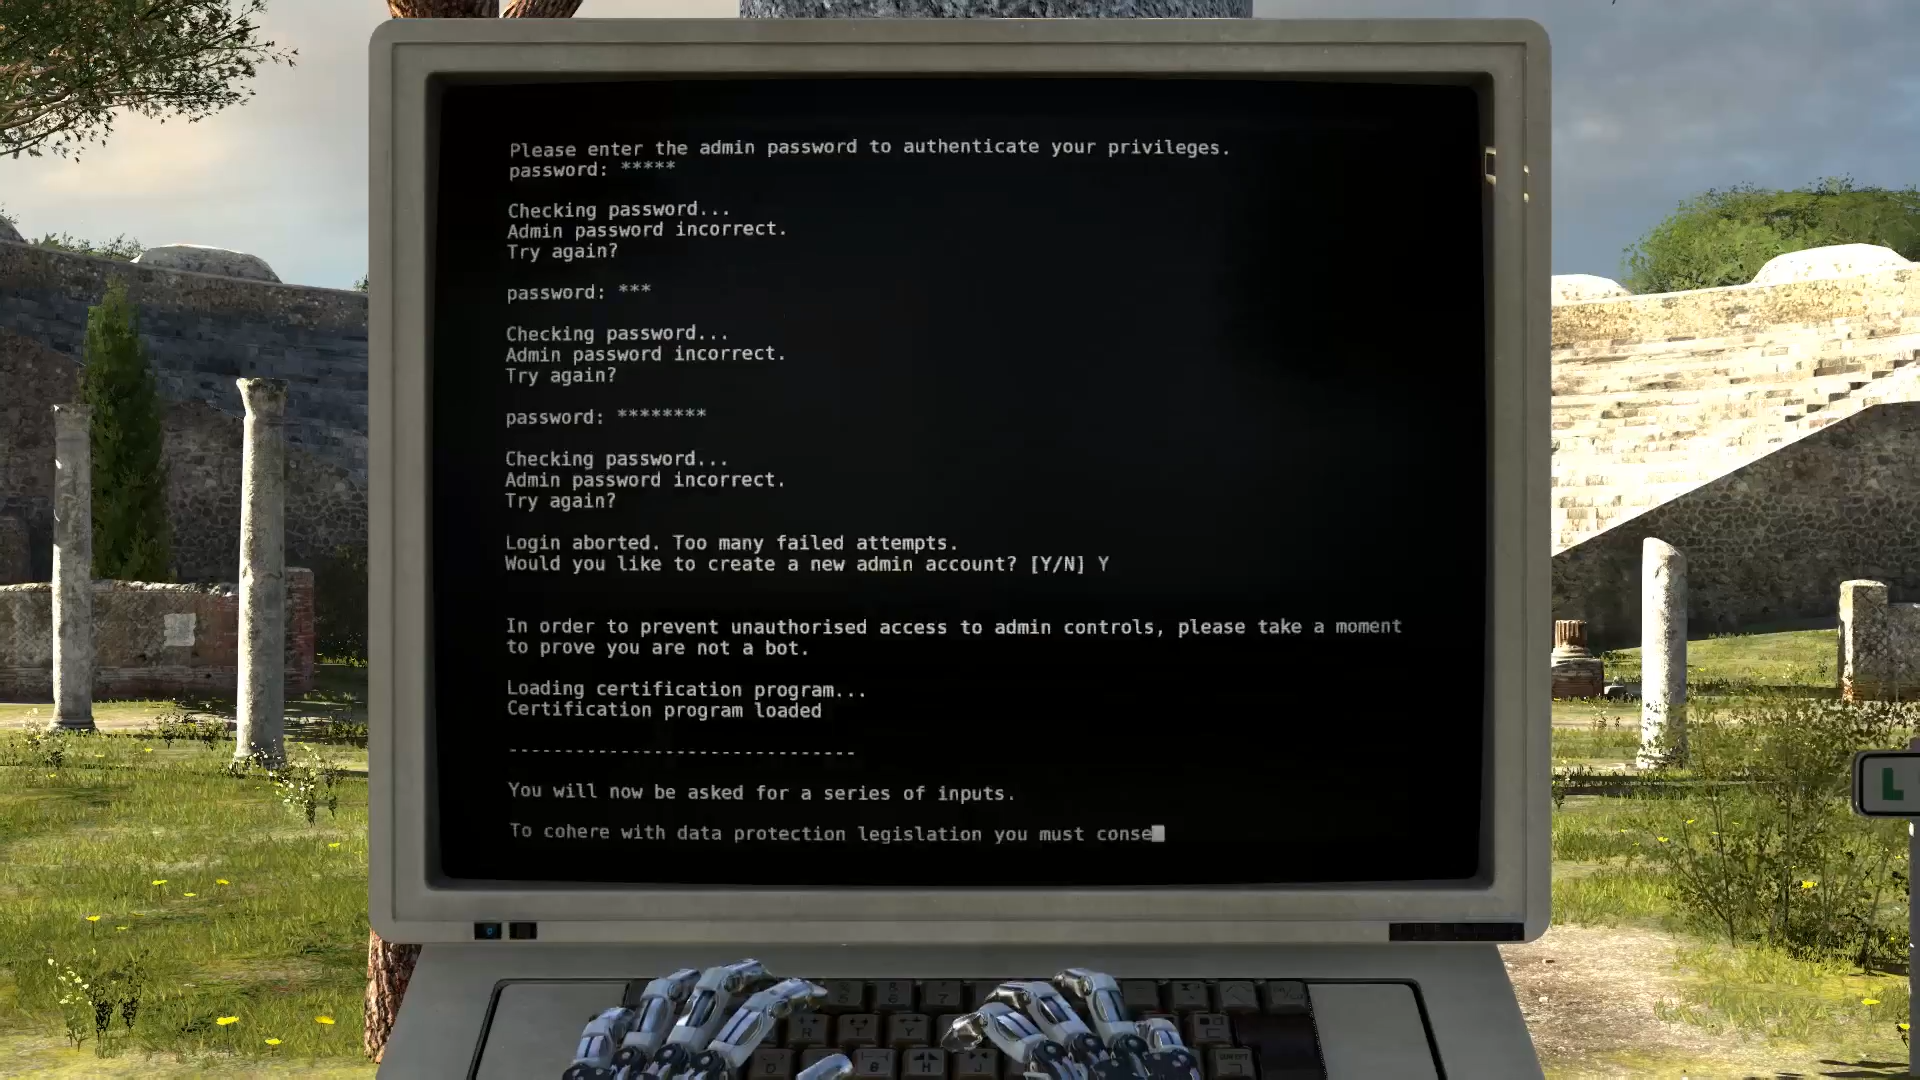 Please enter the admin password to authenticate your privileges.
password: *****
Checking password...
Admin password incorrect.
Try again?
password: ***
Checking password...
Admin password incorrect.
Try again?
password: ********
Checking password...
Admin password incorrect.
Try again?
Login aborted. Too many failed attempts.
Would you like to create a new admin account? [Y/N] Y
In order to prevent unauthorised access to admin controls, please take a moment
to prove you are not a bot.
Loading certification program...
Certification program loaded
-------------------------------
You will now be asked for a series of inputs.
To cohere with data protection legislation you must conse
L